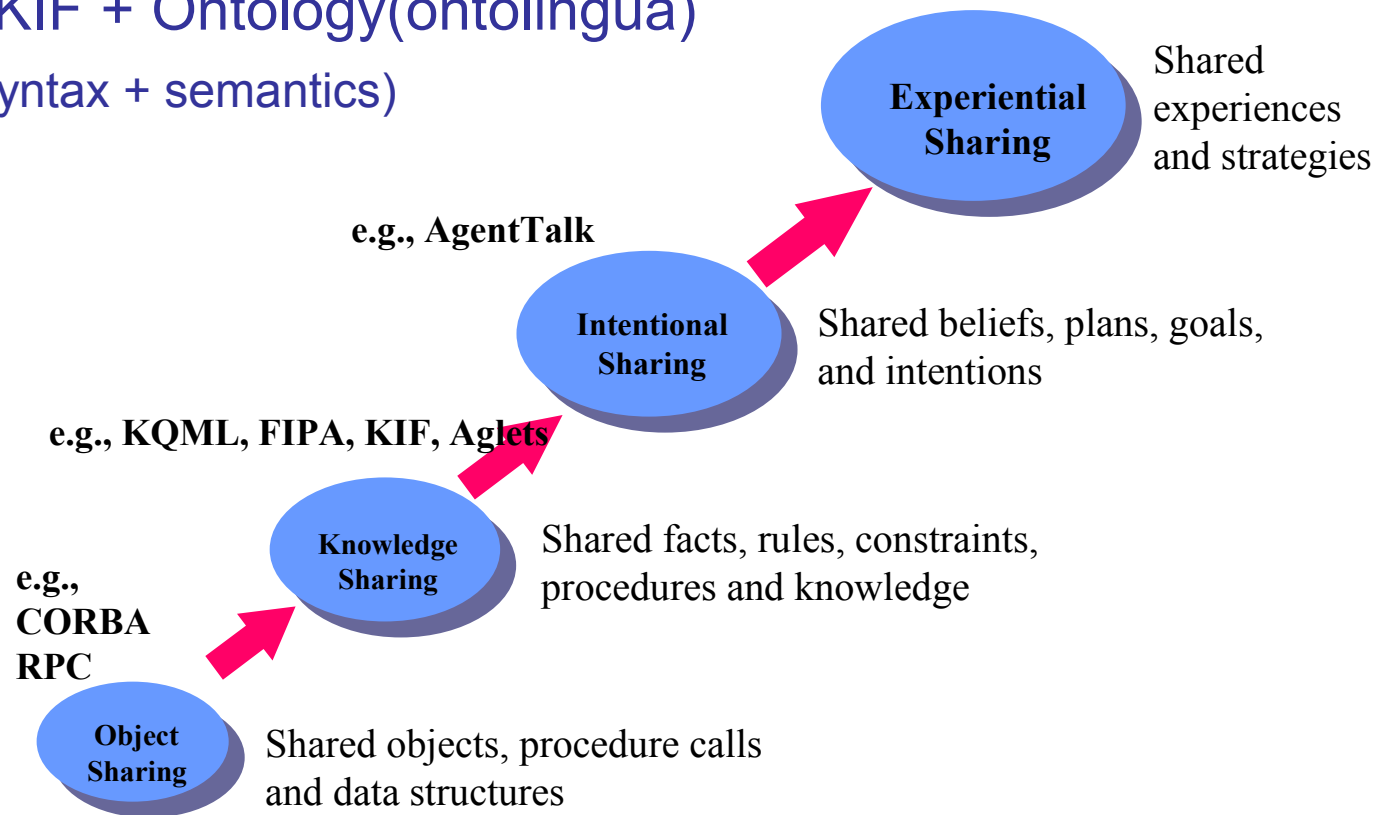 KIF + Ontology(ontolingua)
yntax + semantics)
Experiential
Sharing
Shared
experiences
and strategies
e.g., AgentTalk
Intentional
Sharing
Shared beliefs, plans, goals,
and intentions
e.g., KQML, FIPA, KIF, Aglets
Knowledge
Sharing
Shared facts, rules, constraints,
procedures and knowledge
e.g.,
CORBA
RPC
Object
Sharing
Shared objects, procedure calls
and data structures